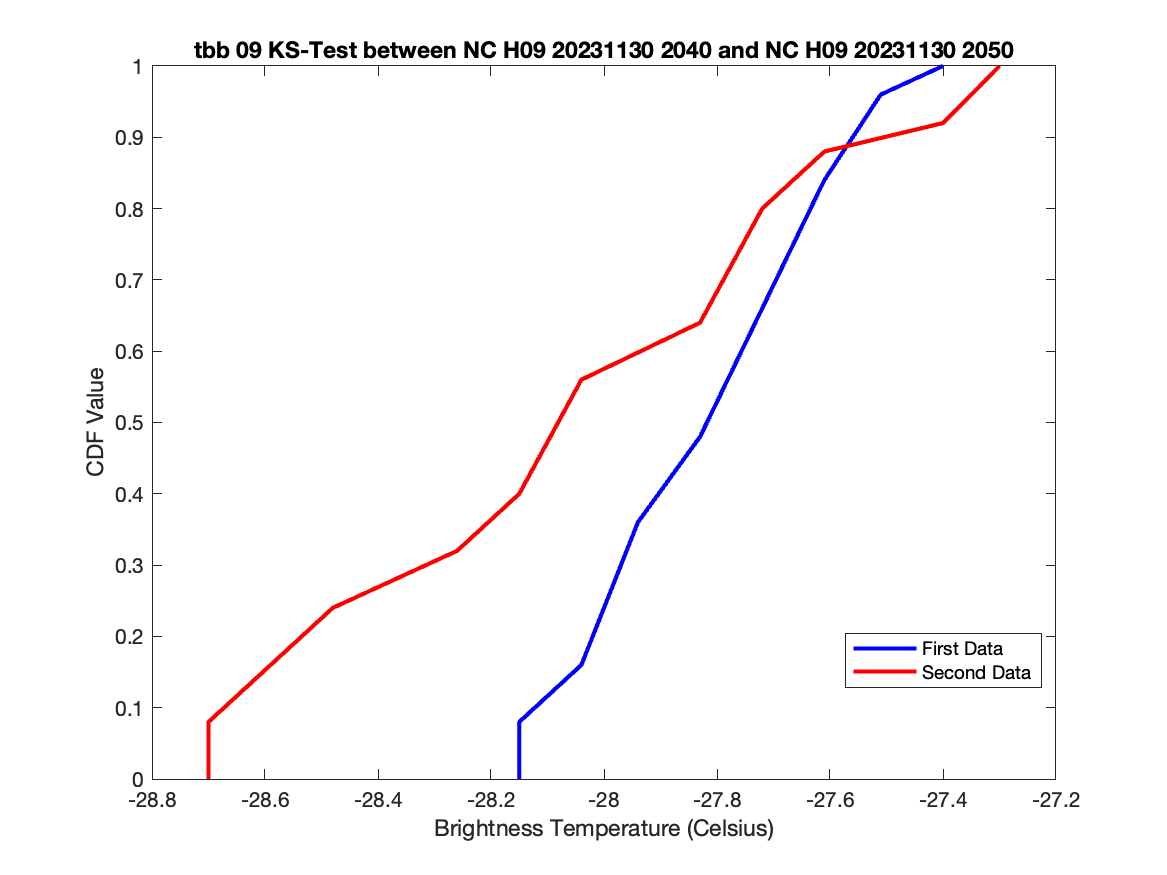 tbb 09 KS-Test between NC H09 20231130 2040 and NC H09 20231130 2050
1
0.9
0.8
0.7
0.6
0.5
0.4
0.3
0.2
0.1
0
CDF Value
First Data
Second Data
-28.8 -28.6 -28.4 -28.2 -28 -27.8 -27.6 -27.4 -27.2
Brightness Temperature (Celsius)